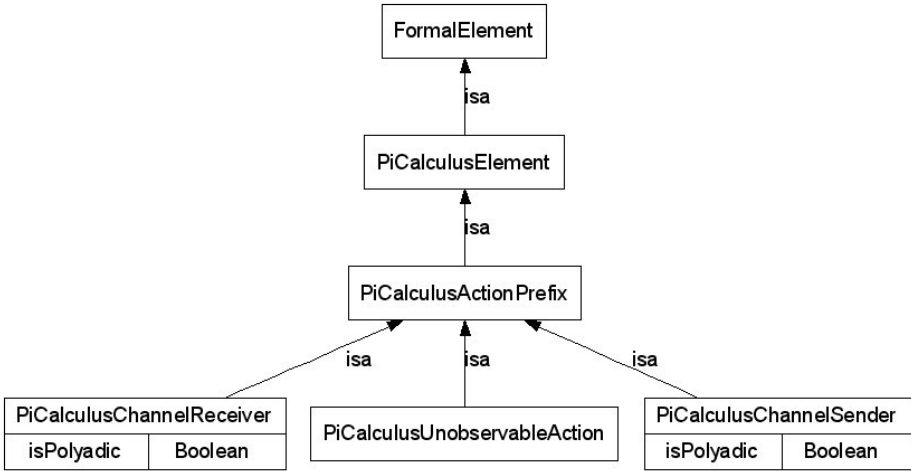 FormalElement
isa
PiCalculusElement
isa
PiCalculusActionPrefix
isa isa isa
PiCalculusChannelReceiver
isPolyadic Boolean
PiCalculusUnobservableAction
PiCalculusChannelSender
isPolyadic Boolean